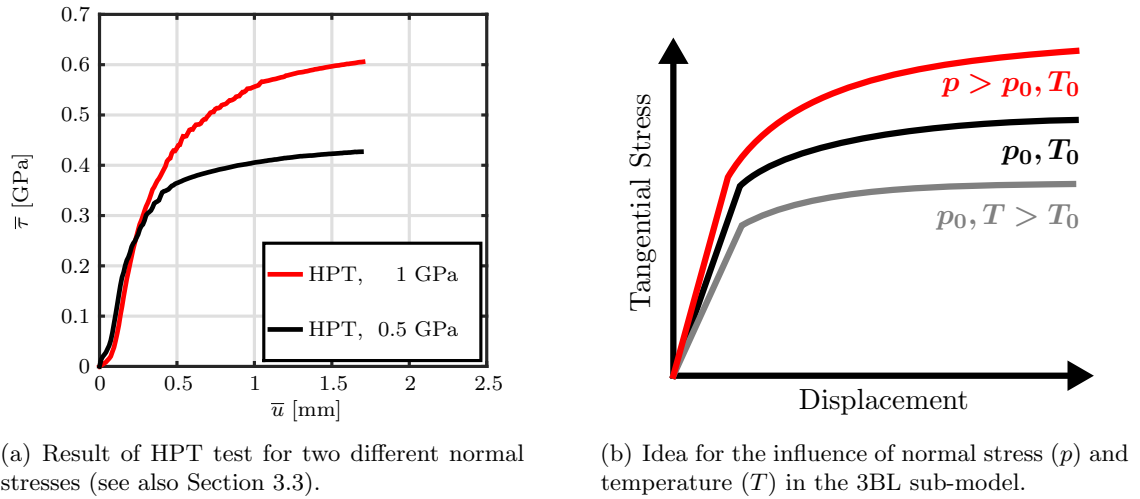 0.7
0.6
0.5
0.4
0.3
0.2
0.1
0
τ̅ [GPa]
HPT, 1 GPa
HPT, 0.5 GPa
0 0.5 1 1.5 2 2.5
u̅ [mm]
(a) Result of HPT test for two different normal
stresses (see also Section 3.3).
Tangential Stress
p > p₀, T₀
p₀, T₀
p₀, T > T₀
Displacement
(b) Idea for the influence of normal stress (p) and
temperature (T) in the 3BL sub-model.